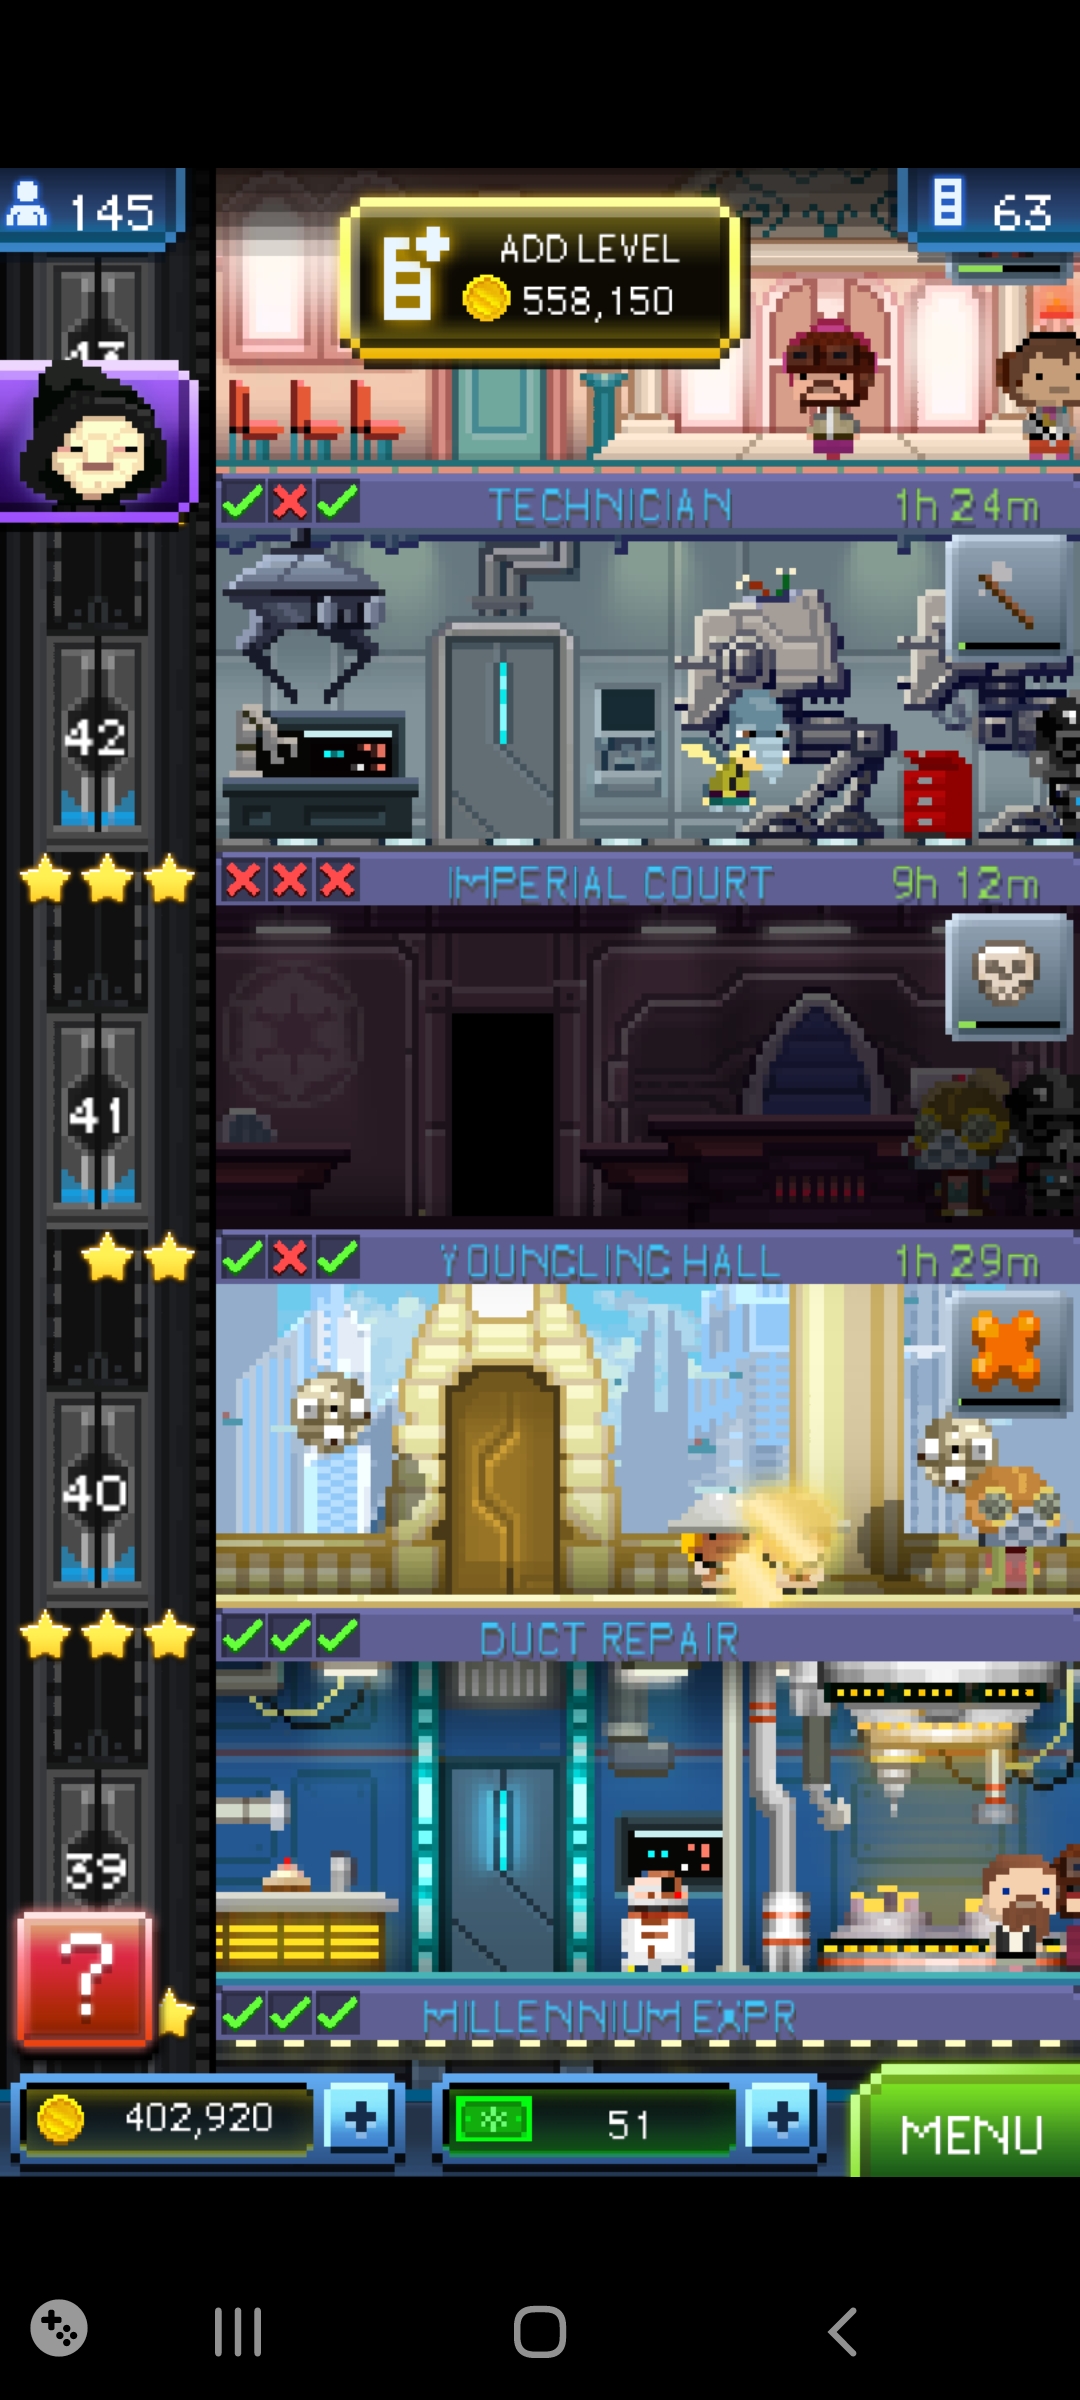 145
63
ADD LEVEL
558,150
43
TECHNICIAN 1h 24m
42
IMPERIAL COURT 9h 12m
41
YOUNGLING HALL 1h 29m
40
DUCT REPAIR
39
?
MILLENNIUM EXPR
402,920 +
51 +
MENU